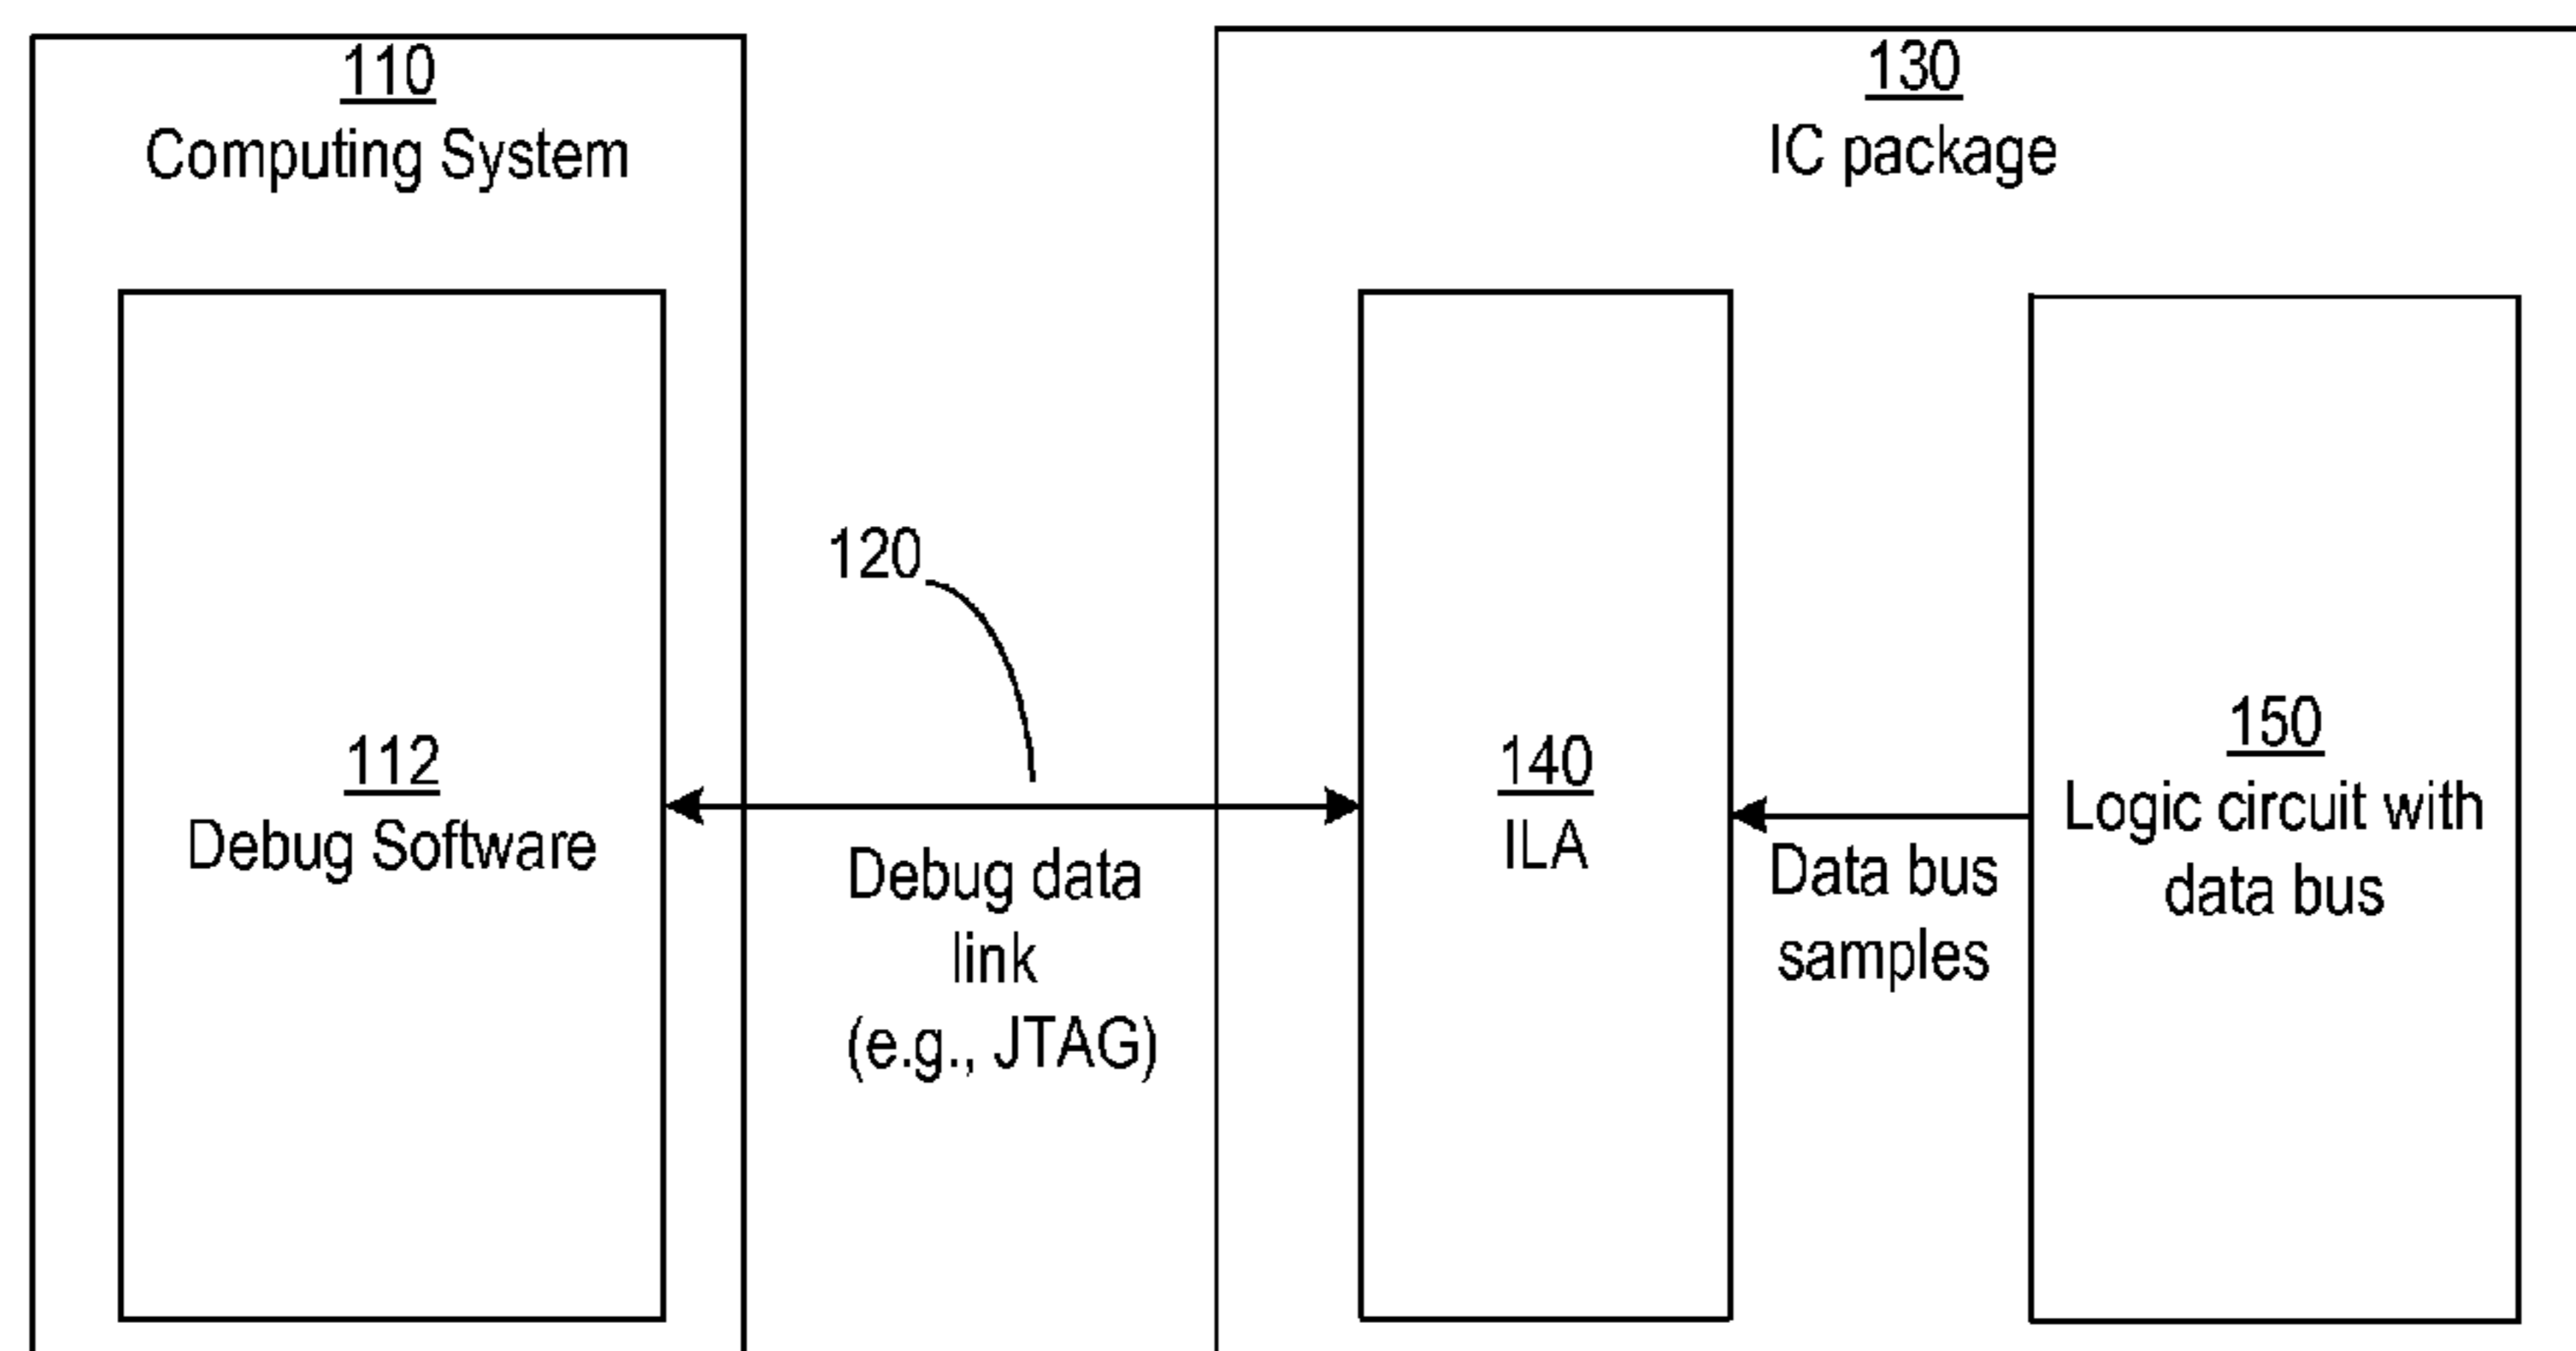 110
Computing System
130
IC package
120
112
Debug Software
Debug data
link
(e.g., JTAG)
140
ILA
Data bus
samples
150
Logic circuit with
data bus